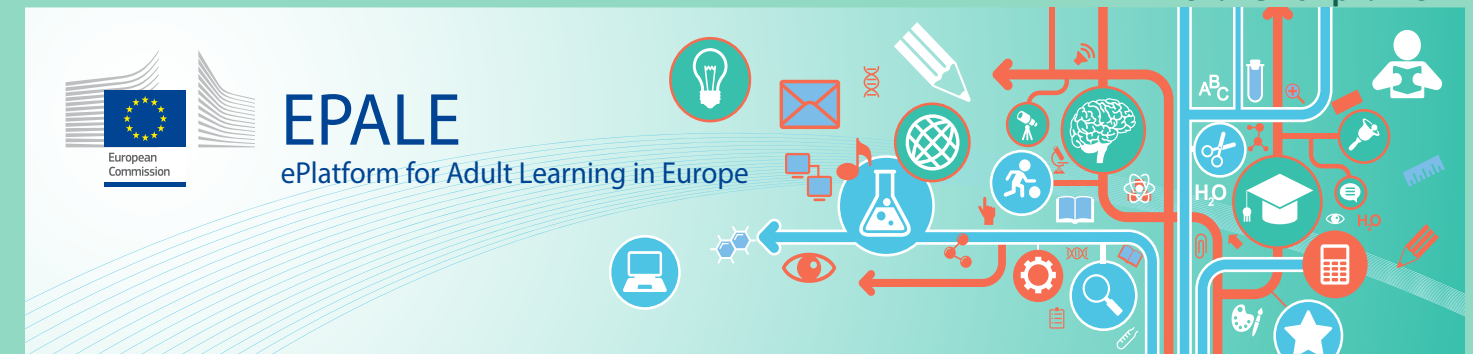 EPALE
ePlatform for Adult Learning in Europe
European
Commission
ABC
H2O
H2O